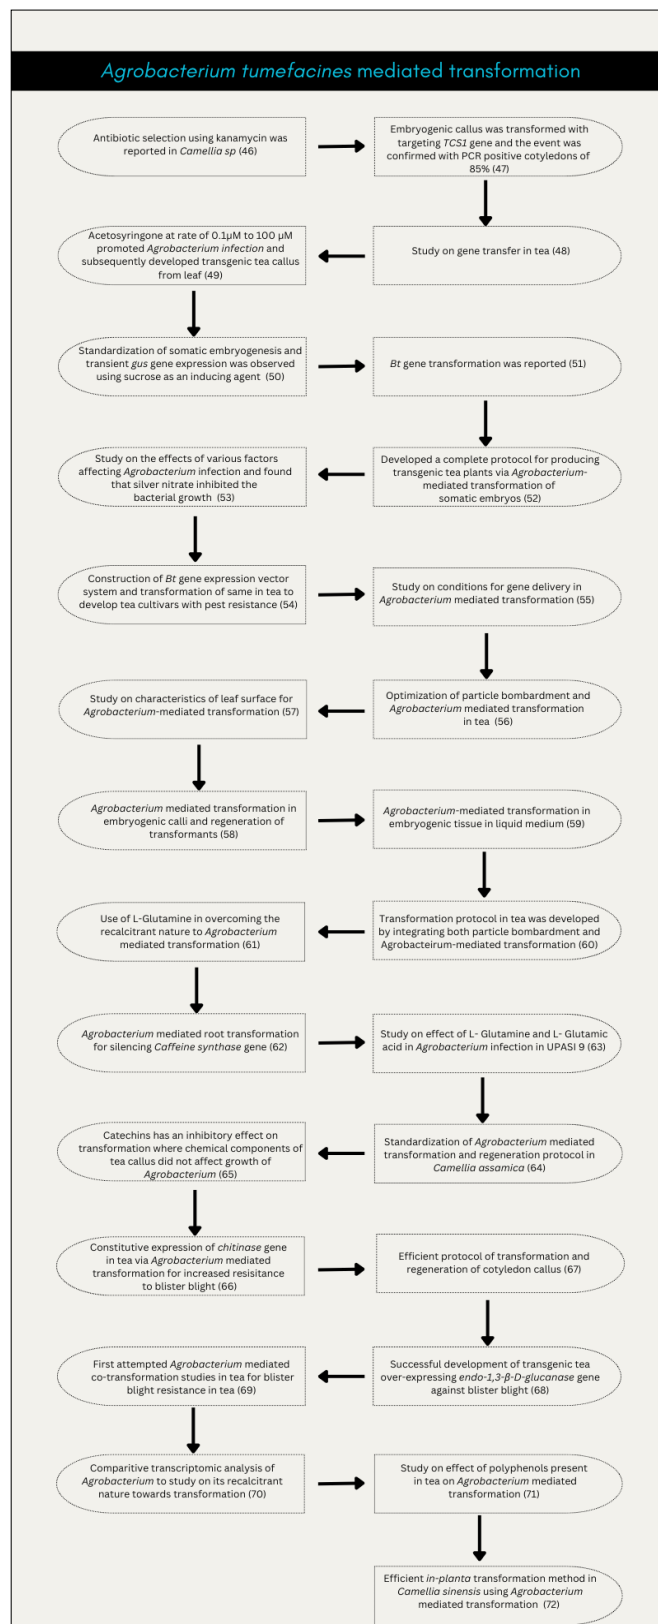 Agrobacterium tumefacines mediated transformation
Antibiotic selection using kanamycin was
reported in Camellia sp (46)
Embryogenic callus was transformed with
targeting TCS1 gene and the event was
confirmed with PCR positive cotyledons of
85% (47)
Study on gene transfer in tea (48)
Acetosyringone at rate of 0.1µM to 100 µM
promoted Agrobacterium infection and
subsequently developed transgenic tea callus
from leaf (49)
Standardization of somatic embryogenesis and
transient gus gene expression was observed
using sucrose as an inducing agent (50)
Bt gene transformation was reported (51)
Developed a complete protocol for producing
transgenic tea plants via Agrobacterium-
mediated transformation of
somatic embryos (52)
Study on the effects of various factors
affecting Agrobacterium infection and found
that silver nitrate inhibited the
bacterial growth (53)
Construction of Bt gene expression vector
system and transformation of same in tea to
develop tea cultivars with pest resistance (54)
Study on conditions for gene delivery in
Agrobacterium mediated transformation (55)
Optimization of particle bombardment and
Agrobacterium mediated transformation
in tea (56)
Study on characteristics of leaf surface for
Agrobacterium-mediated transformation (57)
Agrobacterium mediated transformation in
embryogenic calli and regeneration of
transformants (58)
Agrobacterium-mediated transformation in
embryogenic tissue in liquid medium (59)
Transformation protocol in tea was developed
by integrating both particle bombardment and
Agrobacteirum-mediated transformation (60)
Use of L-Glutamine in overcoming the
recalcitrant nature to Agrobacterium
mediated transformation (61)
Agrobacterium mediated root transformation
for silencing Caffeine synthase gene (62)
Study on effect of L- Glutamine and L- Glutamic
acid in Agrobacterium infection in UPASI 9 (63)
Standardization of Agrobacterium mediated
transformation and regeneration protocol in
Camellia assamica (64)
Catechins has an inhibitory effect on
transformation where chemical components of
tea callus did not affect growth of
Agrobacterium (65)
Constitutive expression of chitinase gene
in tea via Agrobacterium mediated
transformation for increased resisitance
to blister blight (66)
Efficient protocol of transformation and
regeneration of cotyledon callus (67)
Successful development of transgenic tea
over-expressing endo-1,3-β-D-glucanase gene
against blister blight (68)
First attempted Agrobacterium mediated
co-transformation studies in tea for blister
blight resistance in tea (69)
Comparitive transcriptomic analysis of
Agrobacterium to study on its recalcitrant
nature towards transformation (70)
Study on effect of polyphenols present
in tea on Agrobacterium mediated
transformation (71)
Efficient in-planta transformation method in
Camellia sinensis using Agrobacterium
mediated transformation (72)